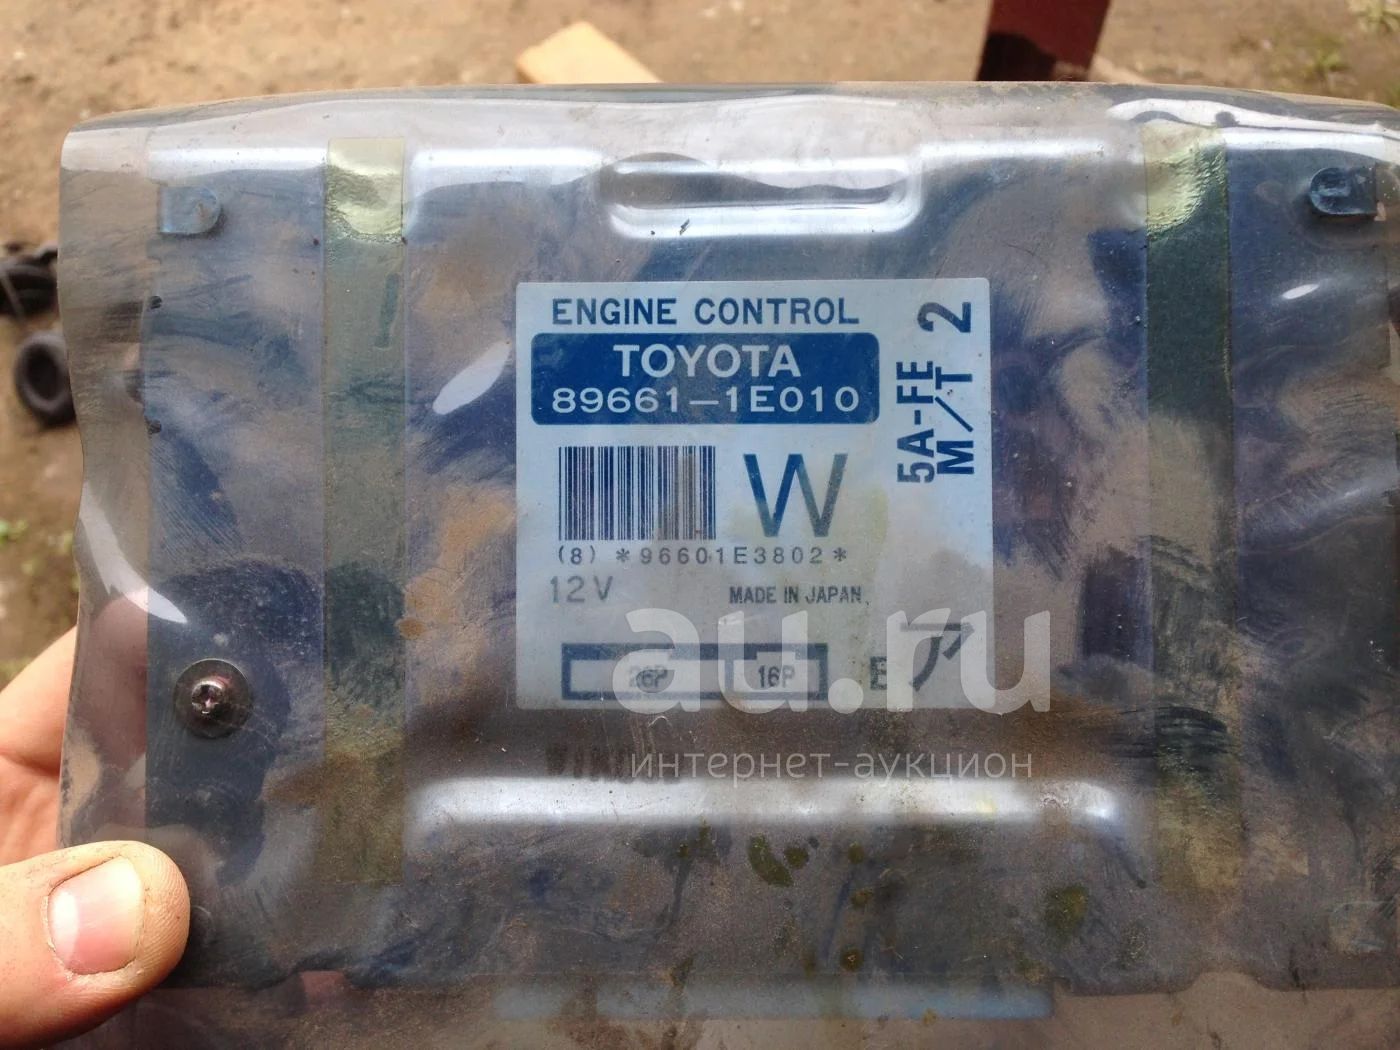 ENGINE CONTROL
TOYOTA
89661-1E010
5A-FE
M/T 2
W
(8) *96601E3802*
12V
MADE IN JAPAN
26P
16P
E ア
au.ru
интернет-аукцион